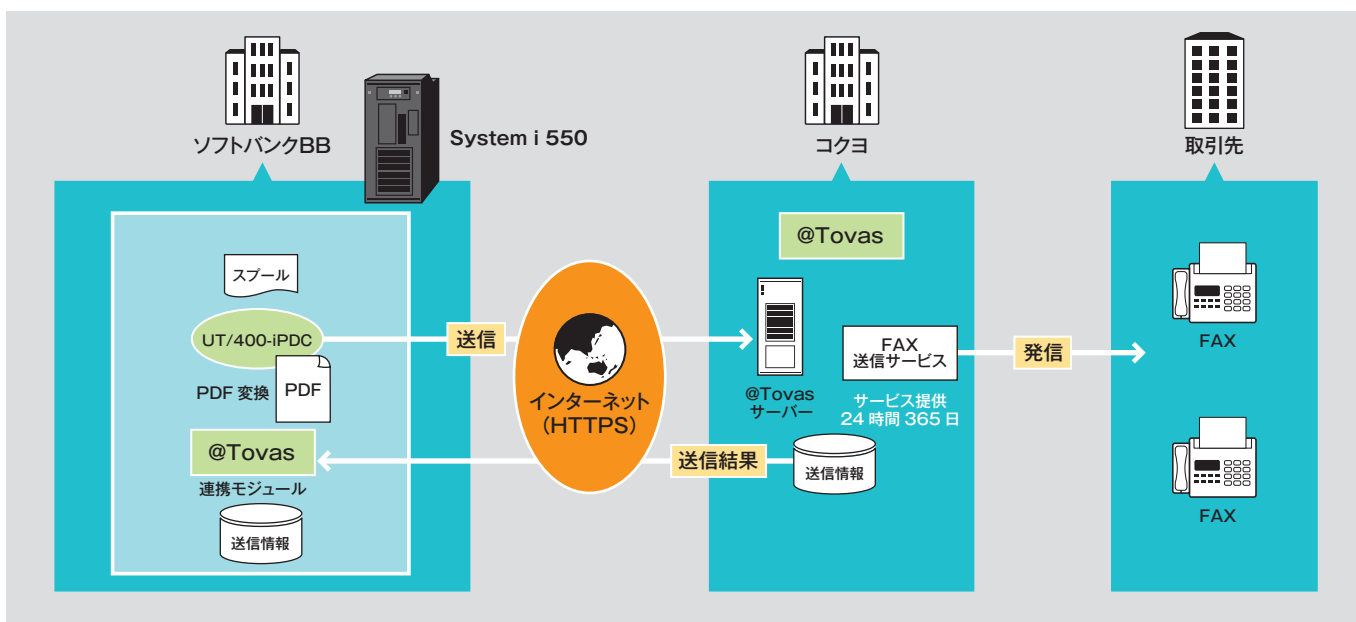 ソフトバンクBB
System i 550
スプール
UT/400-iPDC
PDF 変換
PDF
@Tovas
連携モジュール
送信情報
送信
インターネット
(HTTPS)
送信結果
コクヨ
@Tovas
@Tovas
サーバー
FAX
送信サービス
サービス提供
24 時間 365 日
送信情報
発信
取引先
FAX
FAX